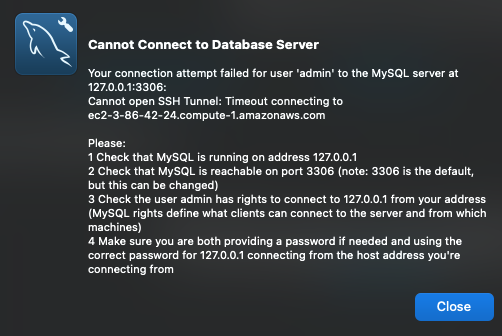 Cannot Connect to Database Server
Your connection attempt failed for user 'admin' to the MySQL server at
127.0.0.1:3306:
Cannot open SSH Tunnel: Timeout connecting to
ec2-3-86-42-24.compute-1.amazonaws.com
Please:
1 Check that MySQL is running on address 127.0.0.1
2 Check that MySQL is reachable on port 3306 (note: 3306 is the default,
but this can be changed)
3 Check the user admin has rights to connect to 127.0.0.1 from your address
(MySQL rights define what clients can connect to the server and from which
machines)
4 Make sure you are both providing a password if needed and using the
correct password for 127.0.0.1 connecting from the host address you're
connecting from
Close